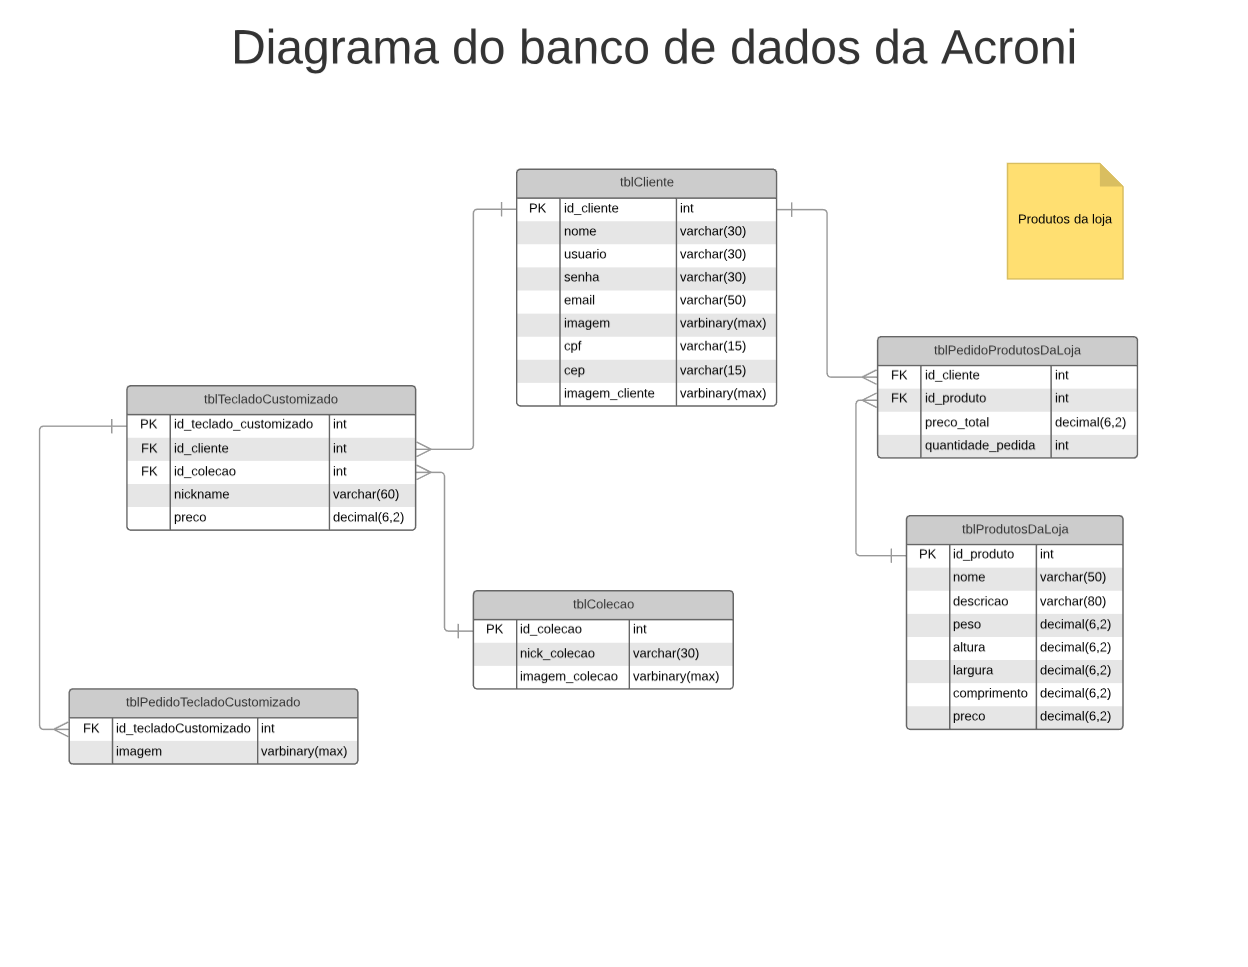 Diagrama do banco de dados da Acroni
tblCliente
PK id_cliente int
nome varchar(30)
usuario varchar(30)
senha varchar(30)
email varchar(50)
imagem varbinary(max)
cpf varchar(15)
cep varchar(15)
imagem_cliente varbinary(max)
Produtos da loja
tblPedidoProdutosDaLoja
FK id_cliente int
FK id_produto int
preco_total decimal(6,2)
quantidade_pedida int
tblTecladoCustomizado
PK id_teclado_customizado int
FK id_cliente int
FK id_colecao int
nickname varchar(60)
preco decimal(6,2)
tblProdutosDaLoja
PK id_produto int
nome varchar(50)
descricao varchar(80)
peso decimal(6,2)
altura decimal(6,2)
largura decimal(6,2)
comprimento decimal(6,2)
preco decimal(6,2)
tblColecao
PK id_colecao int
nick_colecao varchar(30)
imagem_colecao varbinary(max)
tblPedidoTecladoCustomizado
FK id_tecladoCustomizado int
imagem varbinary(max)